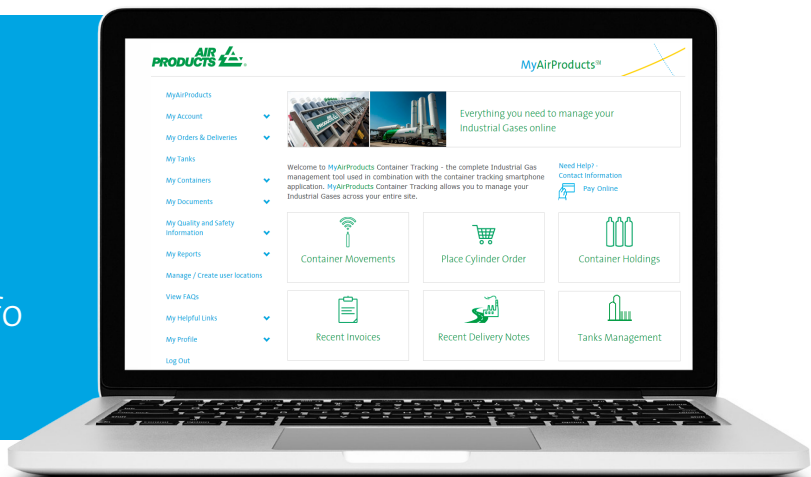 AIR
PRODUCTS
MyAirProducts℠
MyAirProducts
My Account
My Orders & Deliveries
My Tanks
My Containers
My Documents
My Quality and Safety
Information
My Reports
Manage / Create user locations
View FAQs
My Helpful Links
My Profile
Log Out
Everything you need to manage your
Industrial Gases online
Welcome to MyAirProducts Container Tracking - the complete Industrial Gas
management tool used in combination with the container tracking smartphone
application. MyAirProducts Container Tracking allows you to manage your
Industrial Gases across your entire site.
Need Help? -
Contact Information
Pay Online
Container Movements
Place Cylinder Order
Container Holdings
Recent Invoices
Recent Delivery Notes
Tanks Management